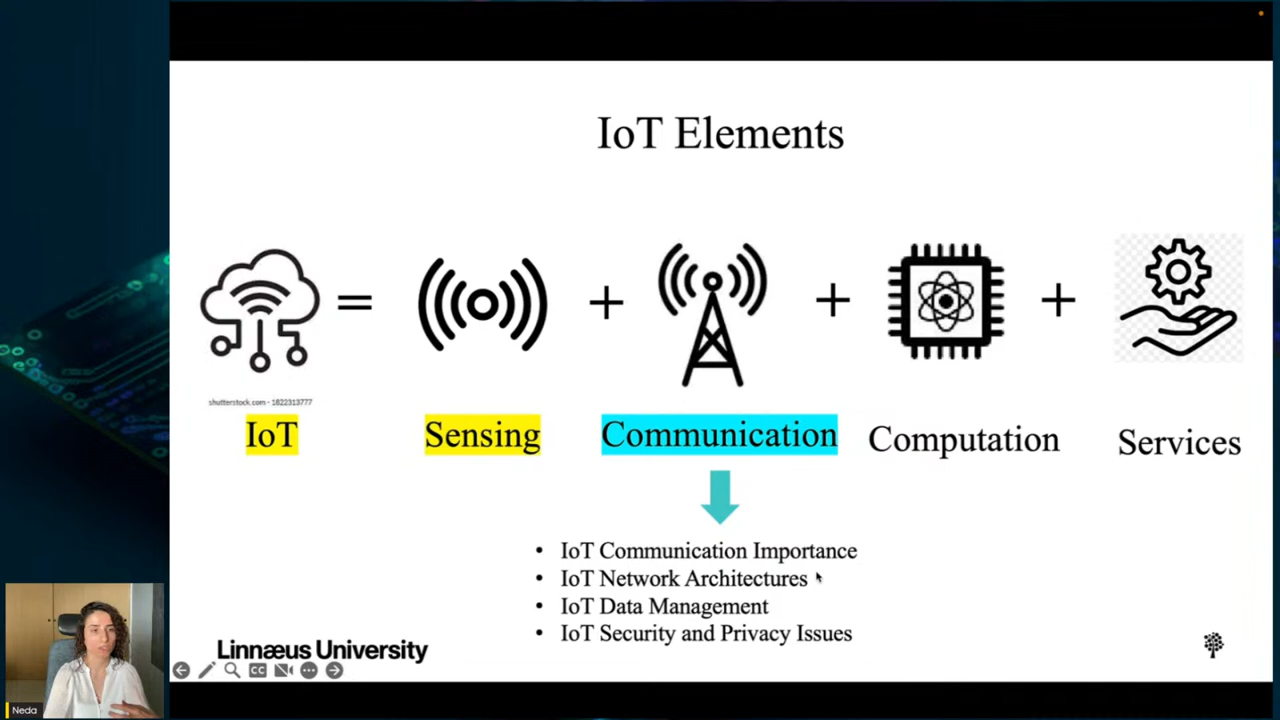 IoT Elements
= + + +
shutterstock.com - 1822313777
IoT Sensing Communication Computation Services
• IoT Communication Importance
• IoT Network Architectures
• IoT Data Management
• IoT Security and Privacy Issues
Linnæus University
CC
Neda